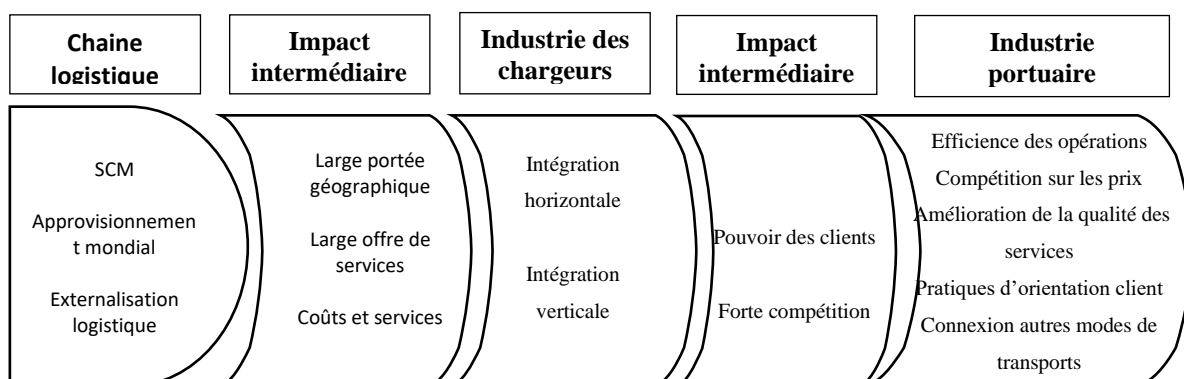 Chaine
logistique
Impact
intermédiaire
Industrie des
chargeurs
Impact
intermédiaire
Industrie
portuaire
SCM
Approvisionnemen
t mondial
Externalisation
logistique
Large portée
géographique
Large offre de
services
Coûts et services
Intégration
horizontale
Intégration
verticale
Pouvoir des clients
Forte compétition
Efficience des opérations
Compétition sur les prix
Amélioration de la qualité des
services
Pratiques d’orientation client
Connexion autres modes de
transports